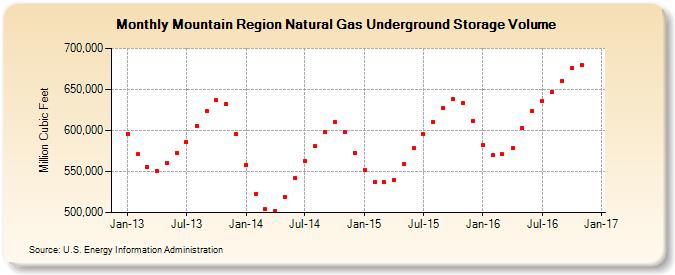 Monthly Mountain Region Natural Gas Underground Storage Volume
Million Cubic Feet
700,000
650,000
600,000
550,000
500,000
Jan-13 Jul-13 Jan-14 Jul-14 Jan-15 Jul-15 Jan-16 Jul-16 Jan-17
Source: U.S. Energy Information Administration